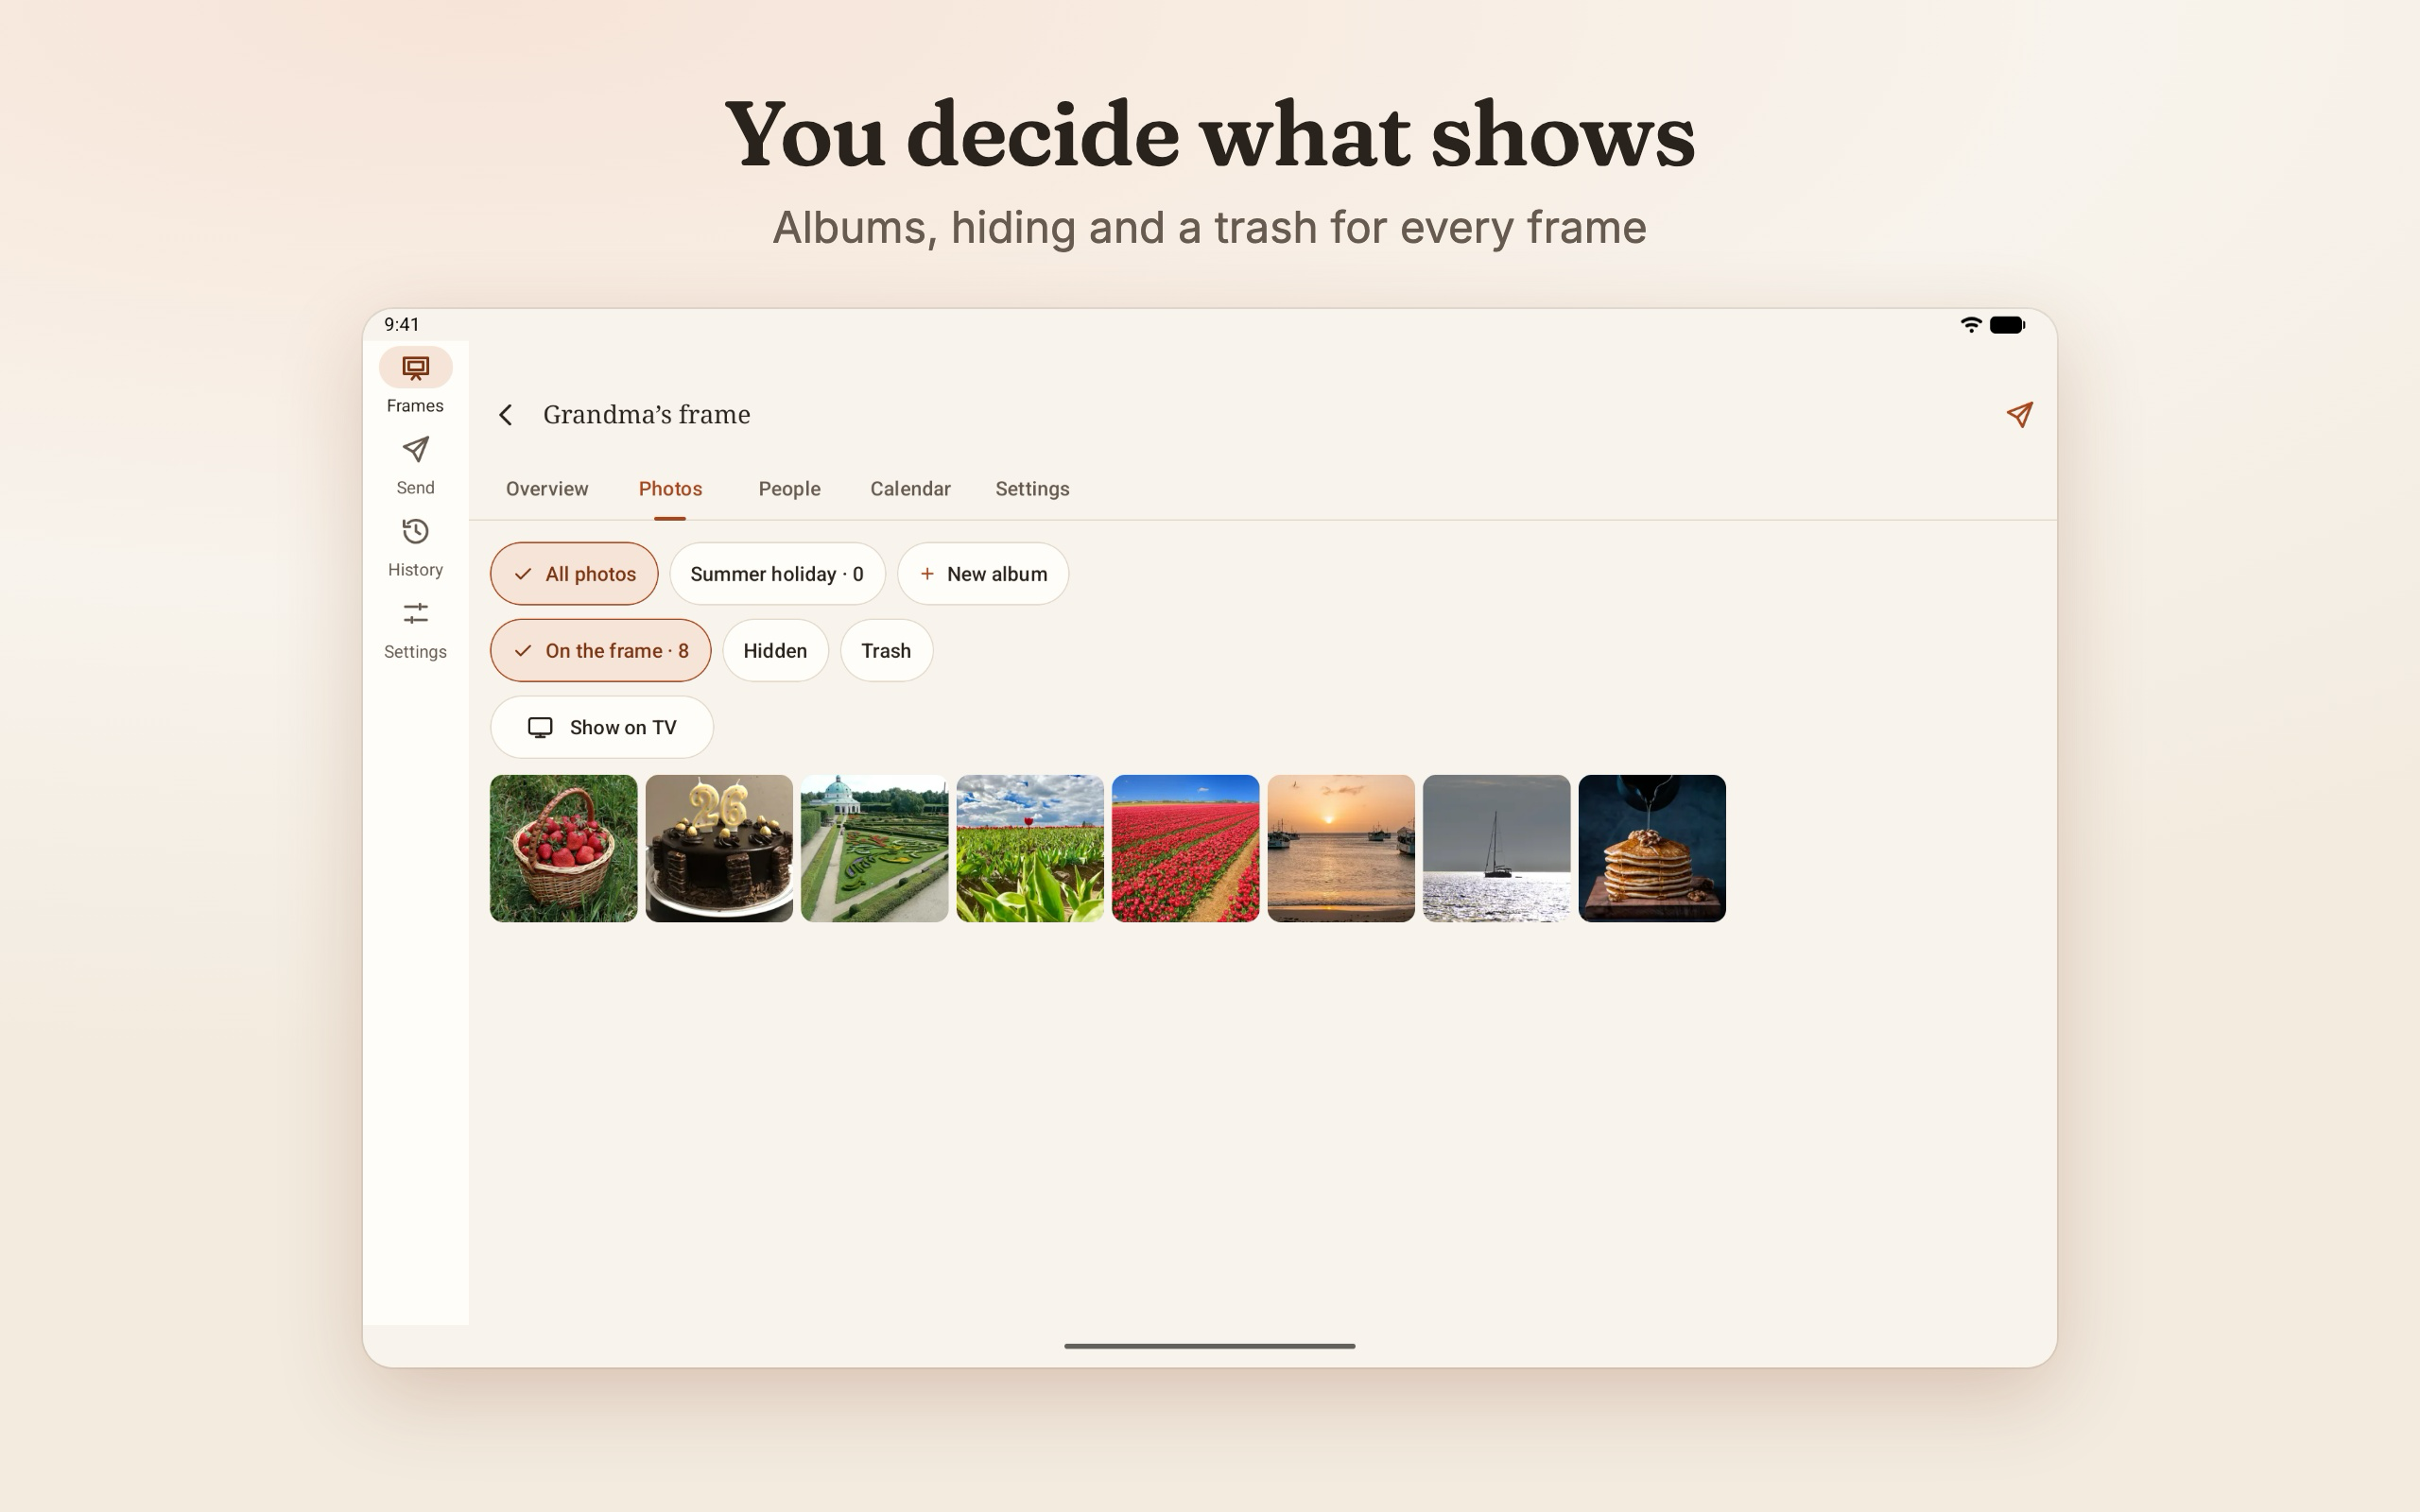 You decide what shows
Albums, hiding and a trash for every frame
9:41
Frames
Send
History
Settings
Grandma’s frame
Overview
Photos
People
Calendar
Settings
All photos
Summer holiday · 0
+ New album
On the frame · 8
Hidden
Trash
Show on TV
26